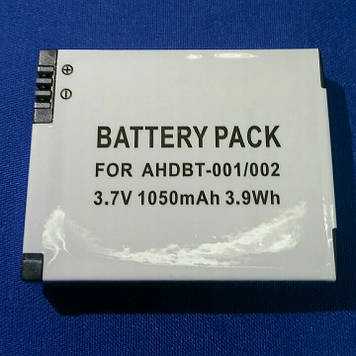 +
-
BATTERY PACK
FOR AHDBT-001/002
3.7V 1050mAh 3.9Wh